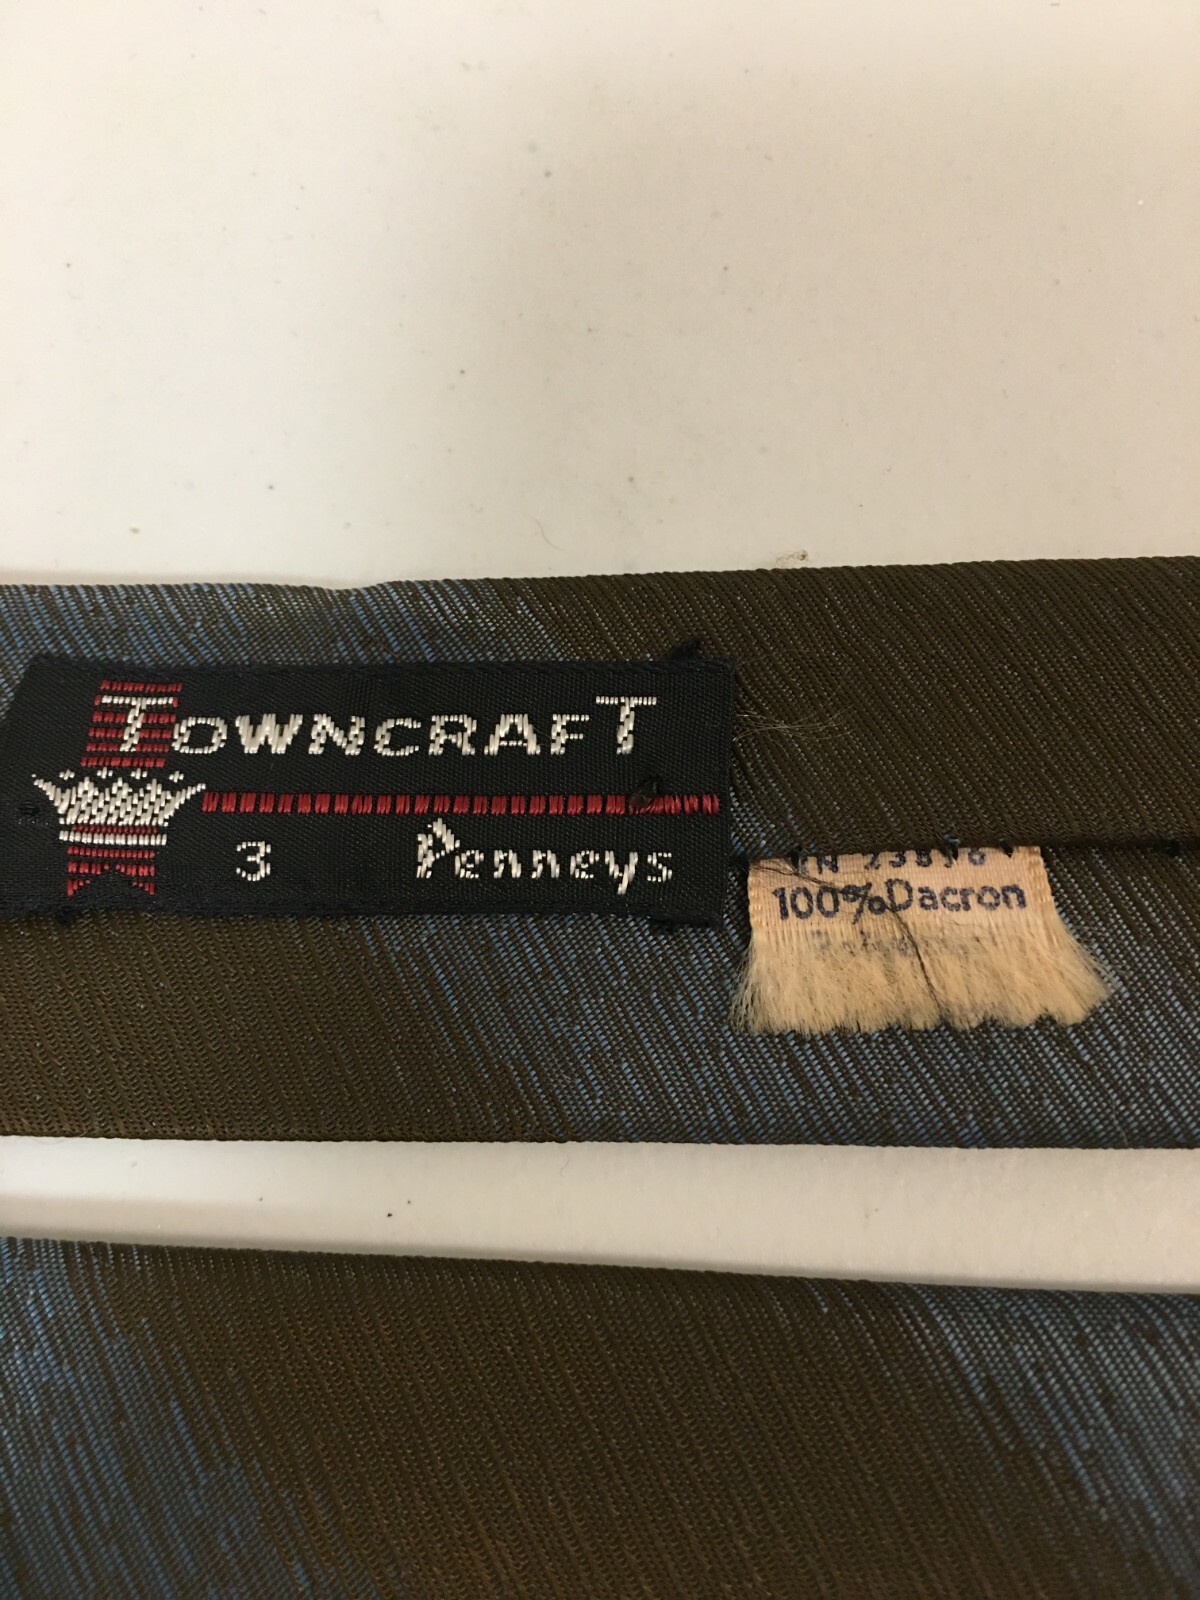 TOWNCRAFT
3 Penneys
100% Dacron